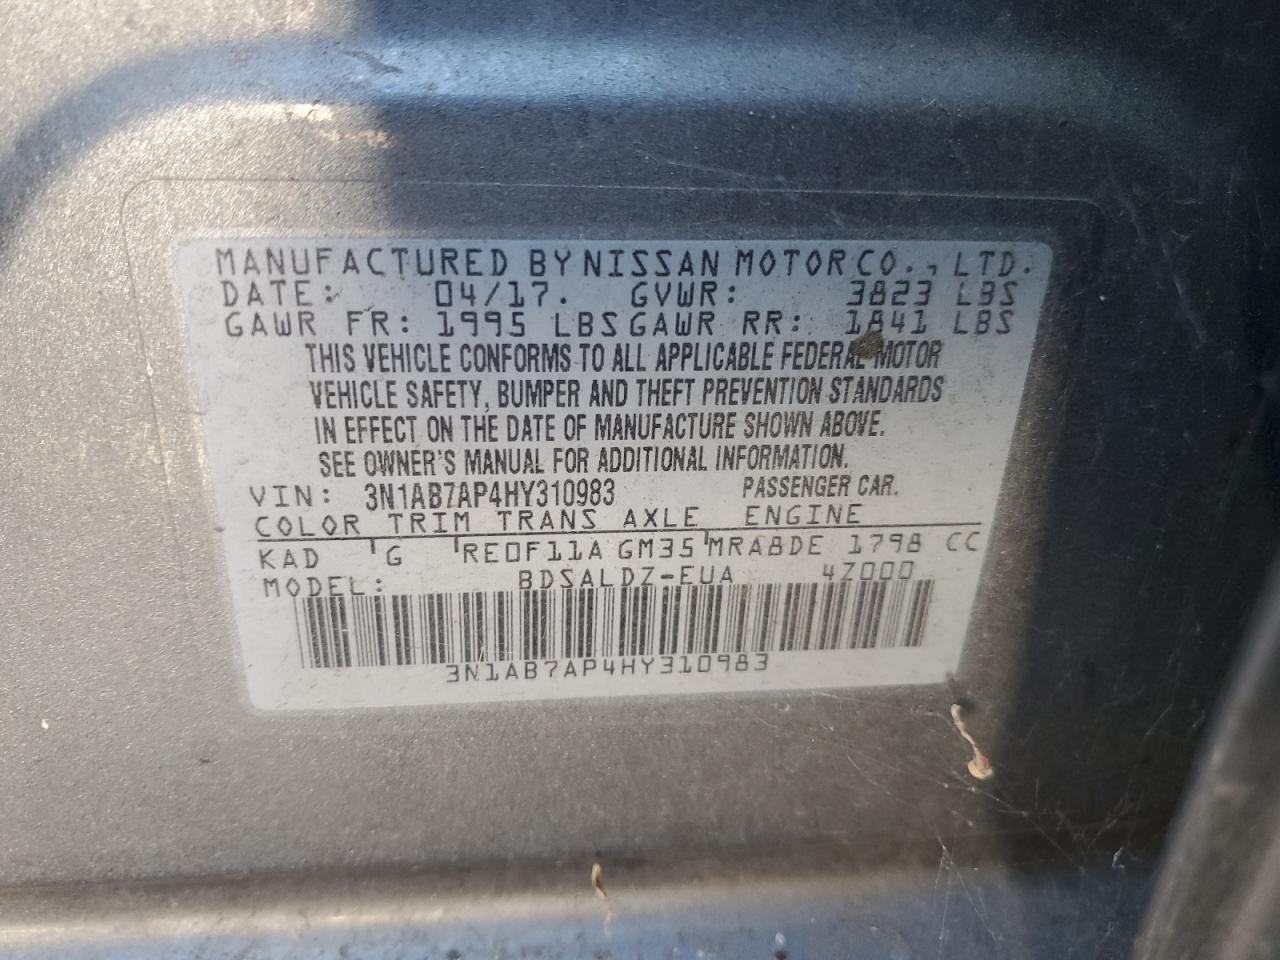 MANUFACTURED BY NISSAN MOTOR CO., LTD.
DATE: 04/17. GVWR: 3823 LBS
GAWR FR: 1995 LBS GAWR RR: 1841 LBS
THIS VEHICLE CONFORMS TO ALL APPLICABLE FEDERAL MOTOR
VEHICLE SAFETY, BUMPER AND THEFT PREVENTION STANDARDS
IN EFFECT ON THE DATE OF MANUFACTURE SHOWN ABOVE.
SEE OWNER'S MANUAL FOR ADDITIONAL INFORMATION.
VIN: 3N1AB7AP4HY310983 PASSENGER CAR.
COLOR TRIM TRANS AXLE ENGINE
KAD G RE0F11A GM35 MRA8DE 1798 CC
MODEL: BDSALDZ-EUA 4Z000
3N1AB7AP4HY310983